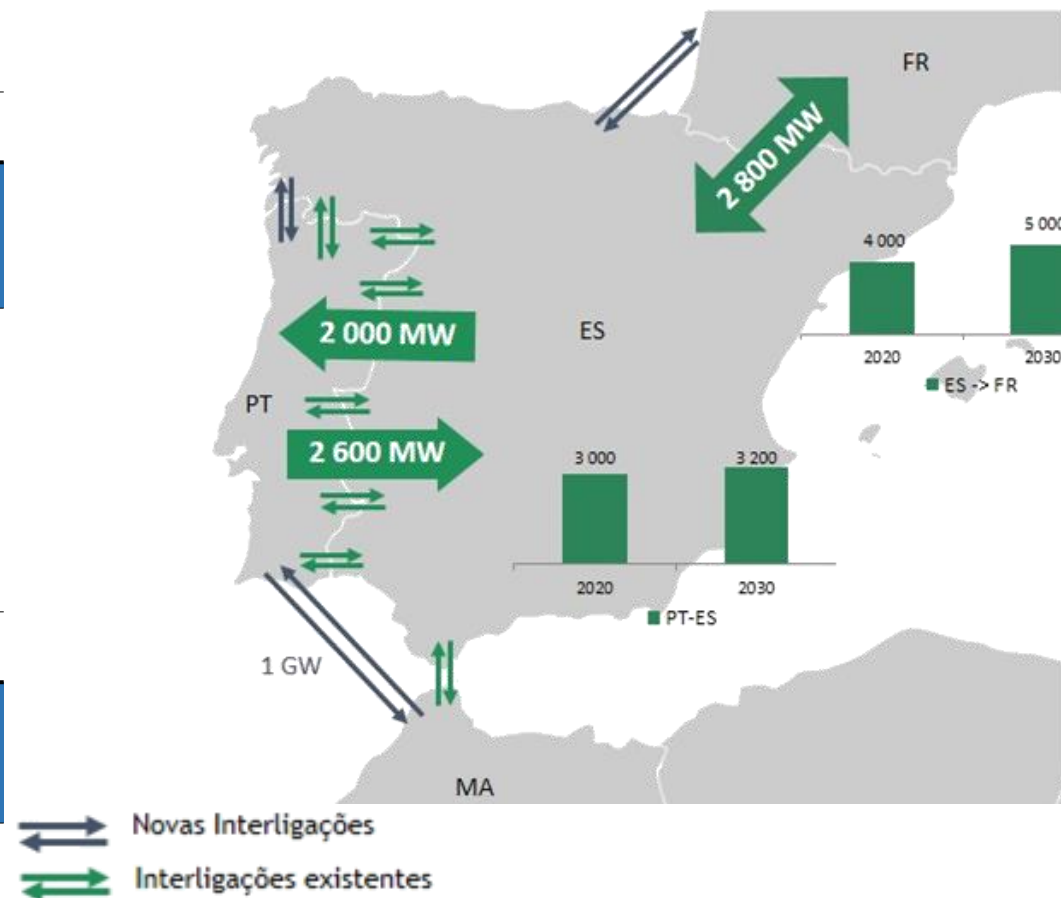 FR
2 800 MW
4 000
5 000
2020
2030
ES -> FR
2 000 MW
ES
PT
2 600 MW
3 000
3 200
2020
2030
PT-ES
1 GW
MA
Novas Interligações
Interligações existentes